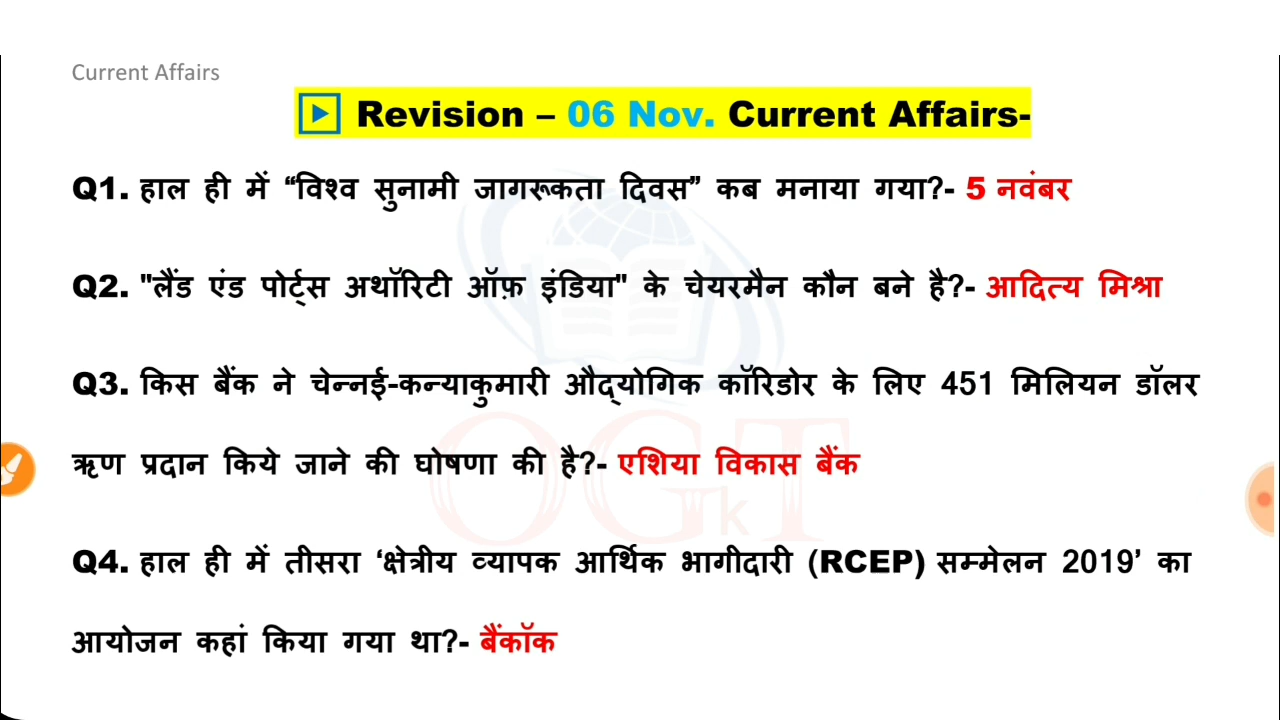 Current Affairs
Revision – 06 Nov. Current Affairs-
Q1. हाल ही में “विश्व सुनामी जागरूकता दिवस” कब मनाया गया?- 5 नवंबर
Q2. "लैंड एंड पोर्ट्स अथॉरिटी ऑफ़ इंडिया" के चेयरमैन कौन बने है?- आदित्य मिश्रा
Q3. किस बैंक ने चेन्नई-कन्याकुमारी औद्योगिक कॉरिडोर के लिए 451 मिलियन डॉलर
ऋण प्रदान किये जाने की घोषणा की है?- एशिया विकास बैंक
OGkT
Q4. हाल ही में तीसरा ‘क्षेत्रीय व्यापक आर्थिक भागीदारी (RCEP) सम्मेलन 2019’ का
आयोजन कहां किया गया था?- बैंकॉक